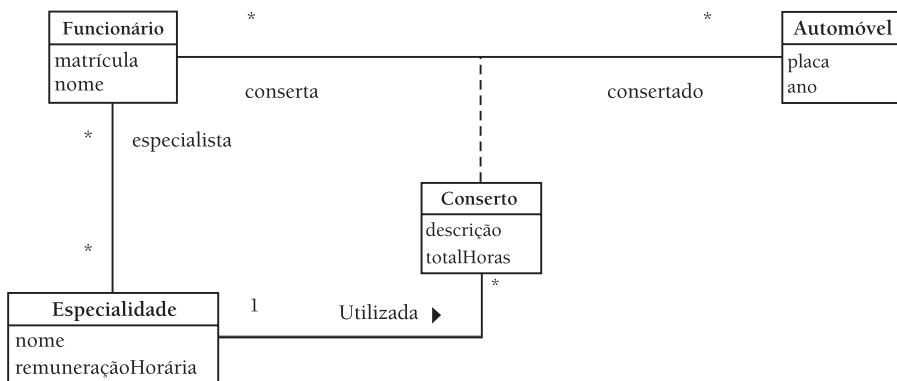 Funcionário
matrícula
nome
*
*
Automóvel
placa
ano
conserta
consertado
*
especialista
*
Conserto
descrição
totalHoras
*
Especialidade
nome
remuneraçãoHorária
1
Utilizada